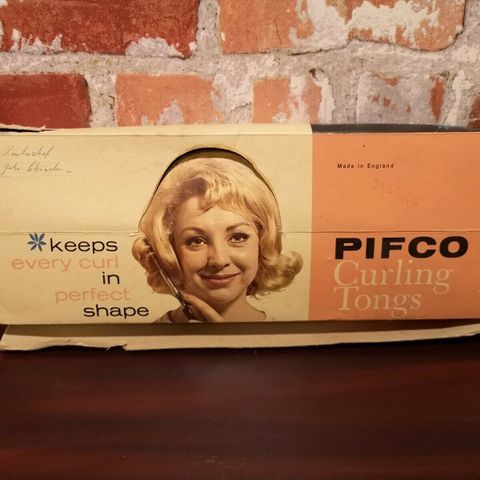 Made in England
*keeps
every curl
in
perfect
shape
PIFCO
Curling
Tongs